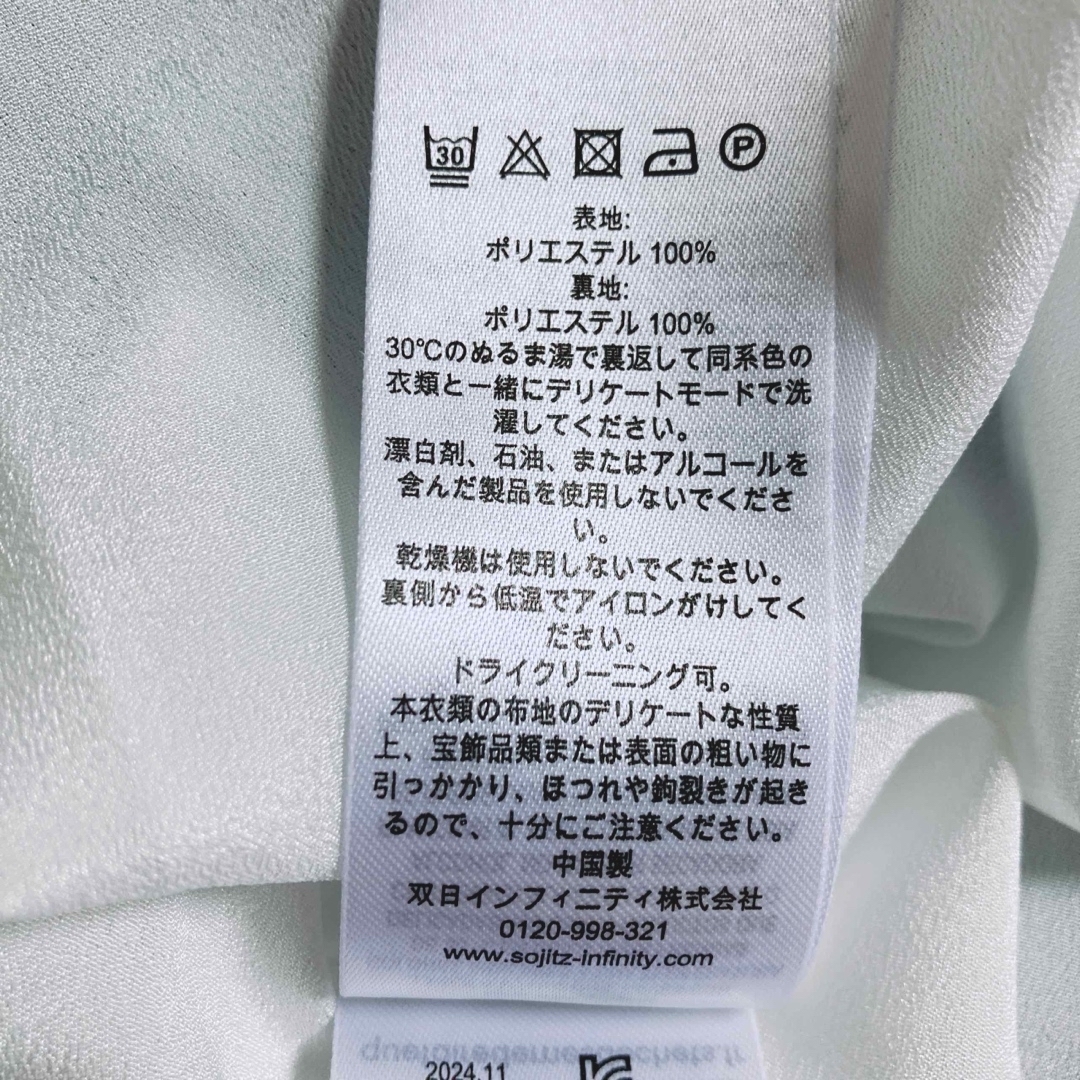 30
P
表地:
ポリエステル 100%
裏地:
ポリエステル 100%
30℃のぬるま湯で裏返して同系色の
衣類と一緒にデリケートモードで洗
濯してください。
漂白剤、石油、またはアルコールを
含んだ製品を使用しないでくださ
い。
乾燥機は使用しないでください。
裏側から低温でアイロンがけしてく
ださい。
ドライクリーニング可。
本衣類の布地のデリケートな性質
上、宝飾品類または表面の粗い物に
引っかかり、ほつれや鉤裂きが起き
るので、十分にご注意ください。
中国製
双日インフィニティ株式会社
0120-998-321
www.sojitz-infinity.com
quefairedemesdechets.fr
2024.11